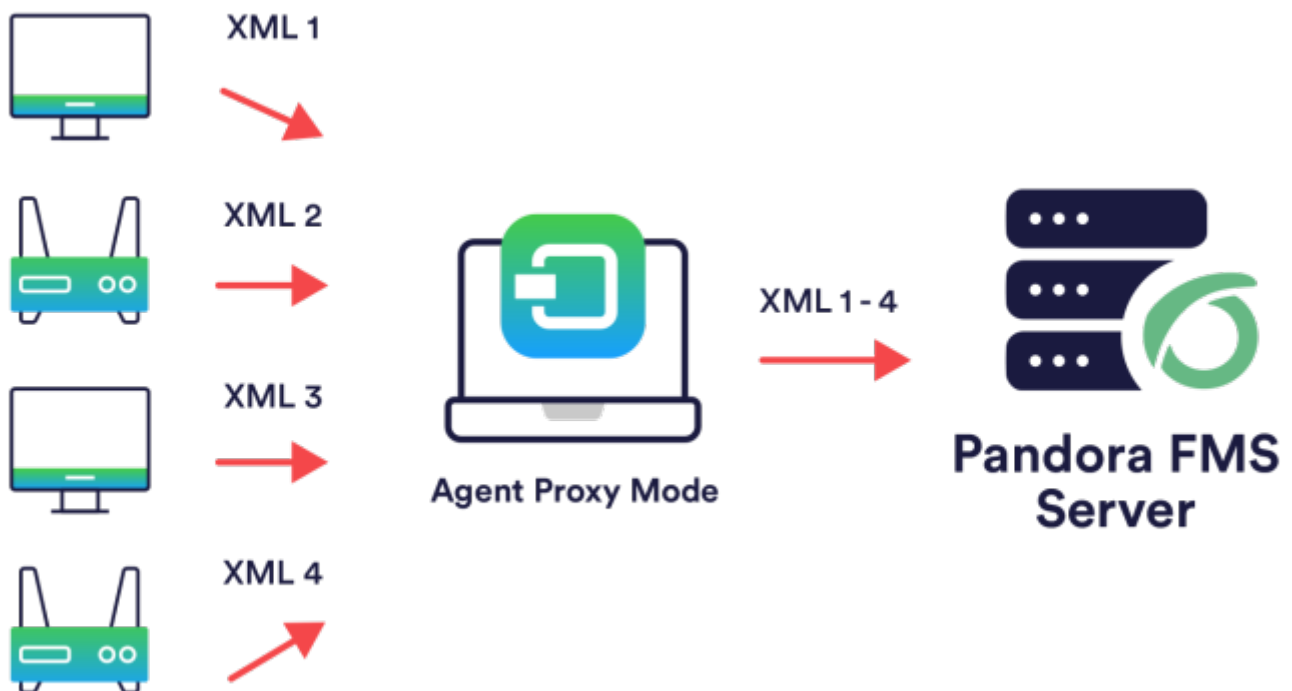 XML 1
XML 2
XML 3
XML 4
Agent Proxy Mode
XML 1 - 4
Pandora FMS
Server